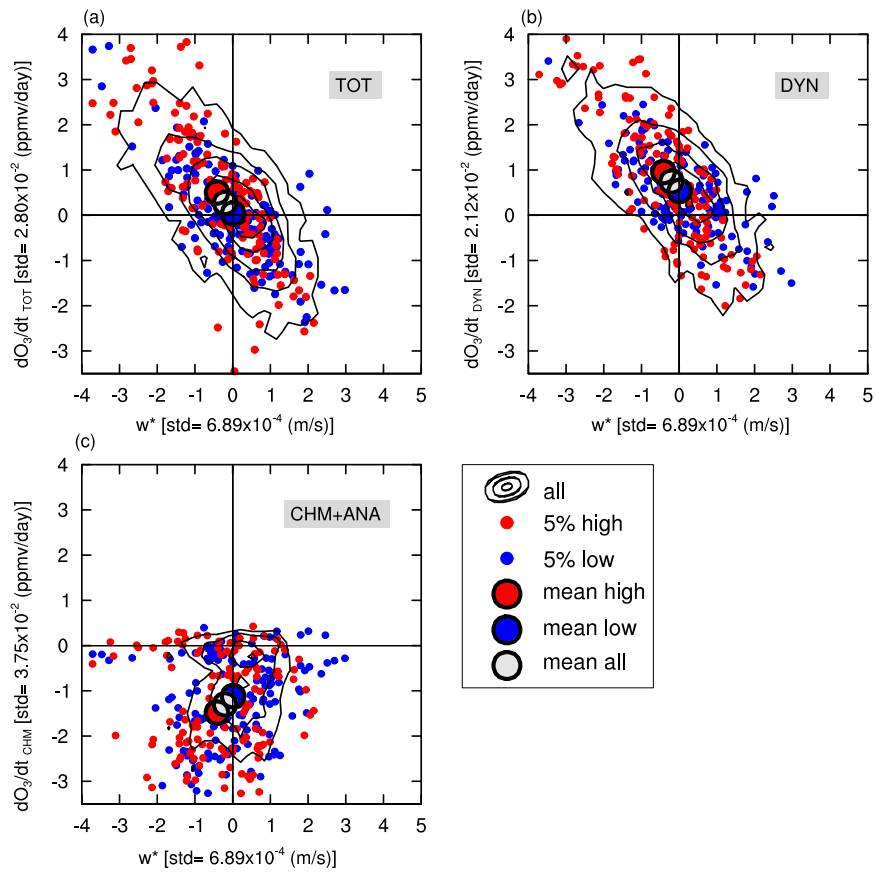 (a)
4
3
2
1
0
-1
-2
-3
dO3/dt TOT [std= 2.80x10-2 (ppmv/day)]
TOT
-4 -3 -2 -1 0 1 2 3 4 5
w* [std= 6.89x10-4 (m/s)]
(b)
4
3
2
1
0
-1
-2
-3
dO3/dt DYN [std= 2.12x10-2 (ppmv/day)]
DYN
-4 -3 -2 -1 0 1 2 3 4 5
w* [std= 6.89x10-4 (m/s)]
(c)
4
3
2
1
0
-1
-2
-3
dO3/dt CHM [std= 3.75x10-2 (ppmv/day)]
CHM+ANA
-4 -3 -2 -1 0 1 2 3 4 5
w* [std= 6.89x10-4 (m/s)]
all
5% high
5% low
mean high
mean low
mean all